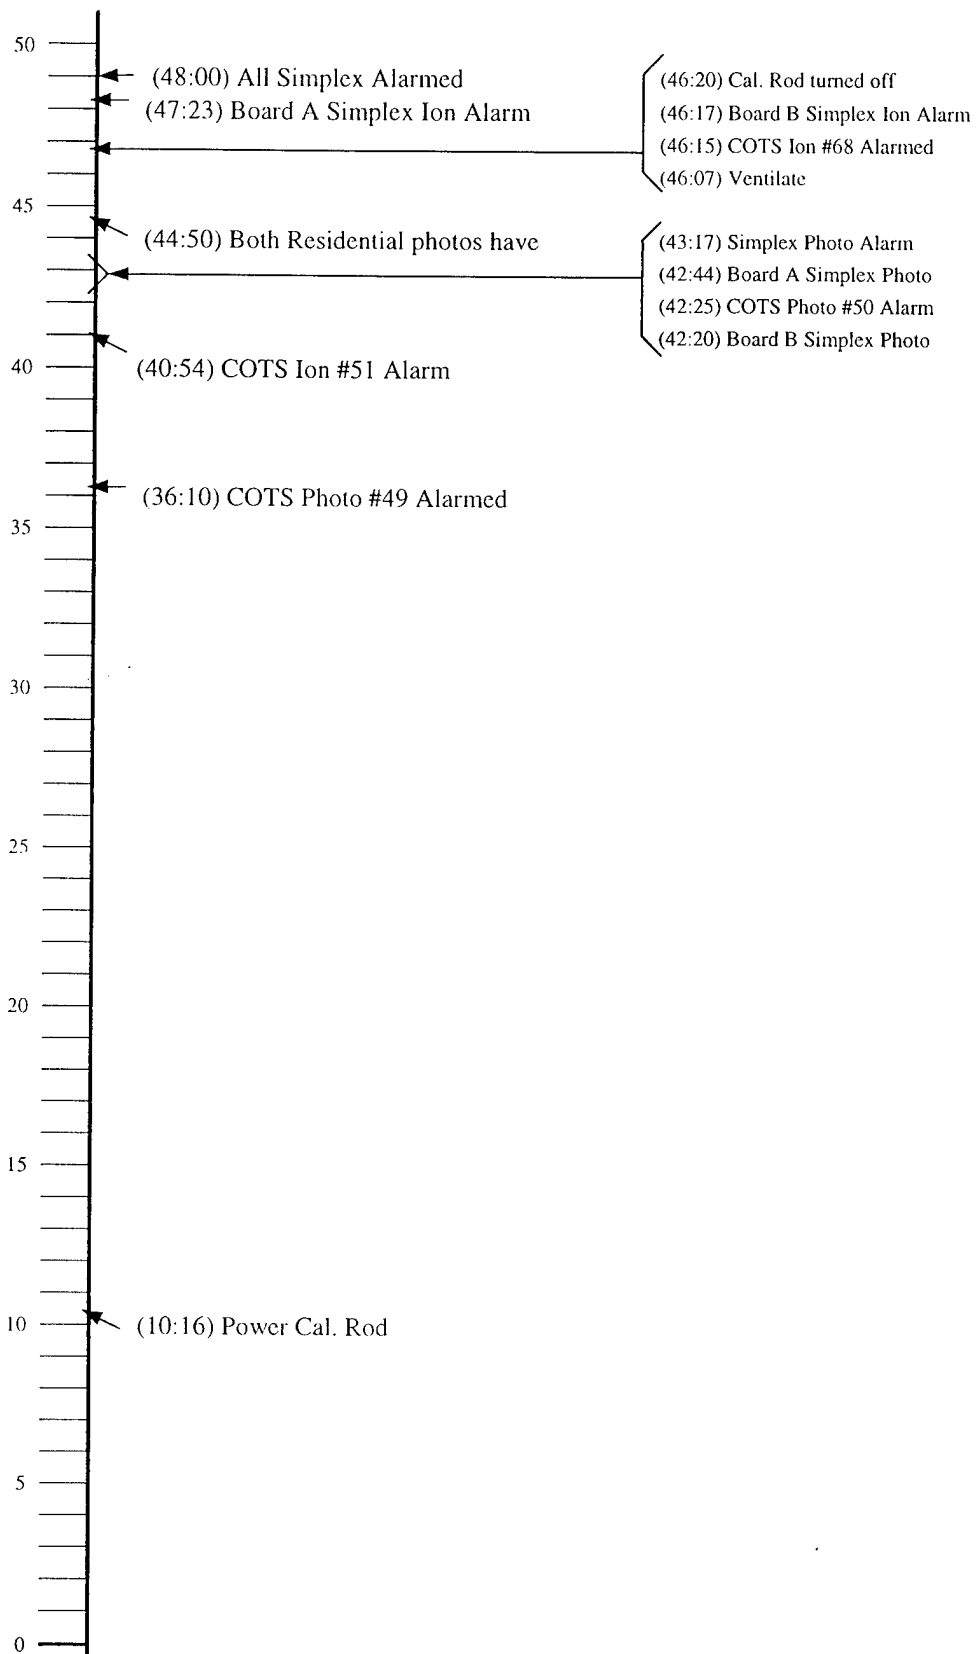 50
(48:00) All Simplex Alarmed
(47:23) Board A Simplex Ion Alarm
(46:20) Cal. Rod turned off
(46:17) Board B Simplex Ion Alarm
(46:15) COTS Ion #68 Alarmed
(46:07) Ventilate
45
(44:50) Both Residential photos have
(43:17) Simplex Photo Alarm
(42:44) Board A Simplex Photo
(42:25) COTS Photo #50 Alarm
(42:20) Board B Simplex Photo
40
(40:54) COTS Ion #51 Alarm
(36:10) COTS Photo #49 Alarmed
35
30
25
20
15
10
(10:16) Power Cal. Rod
5
0